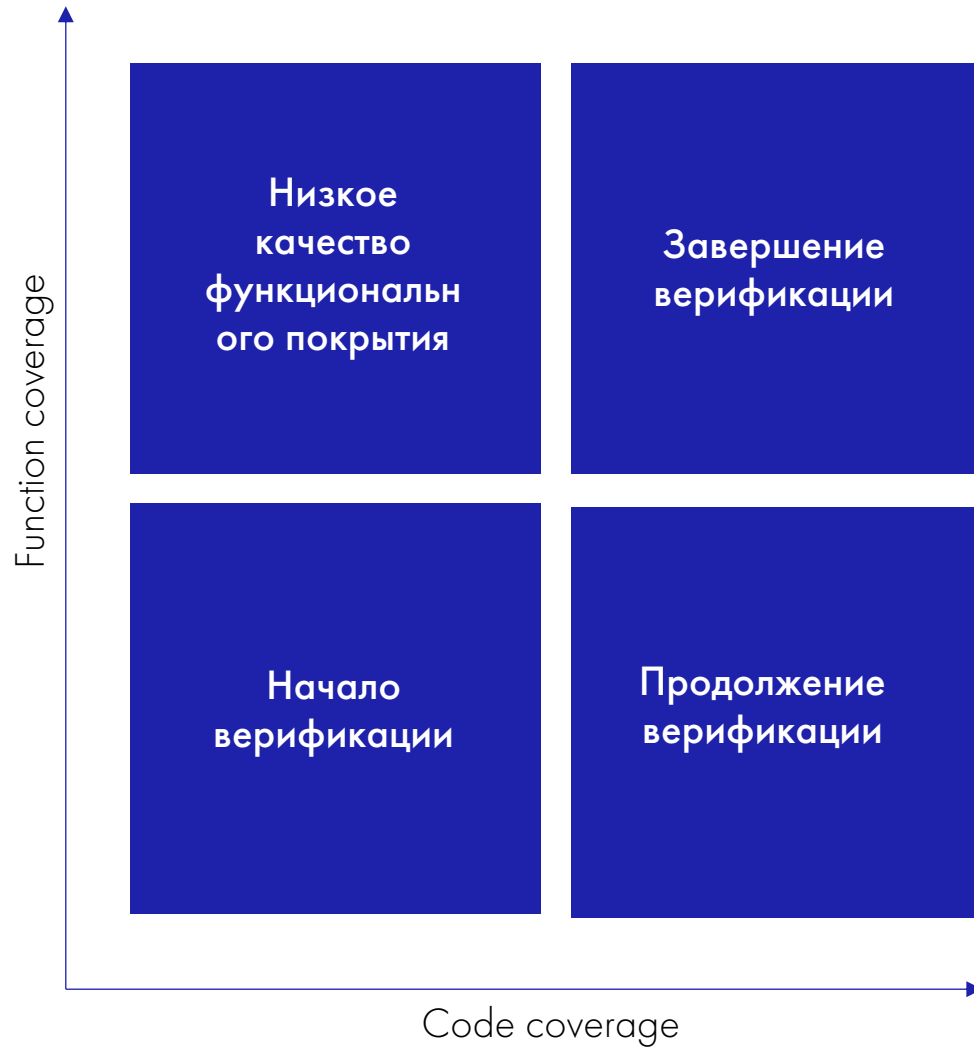 Function coverage
Низкое
качество
функциональн
ого покрытия
Завершение
верификации
Начало
верификации
Продолжение
верификации
Code coverage